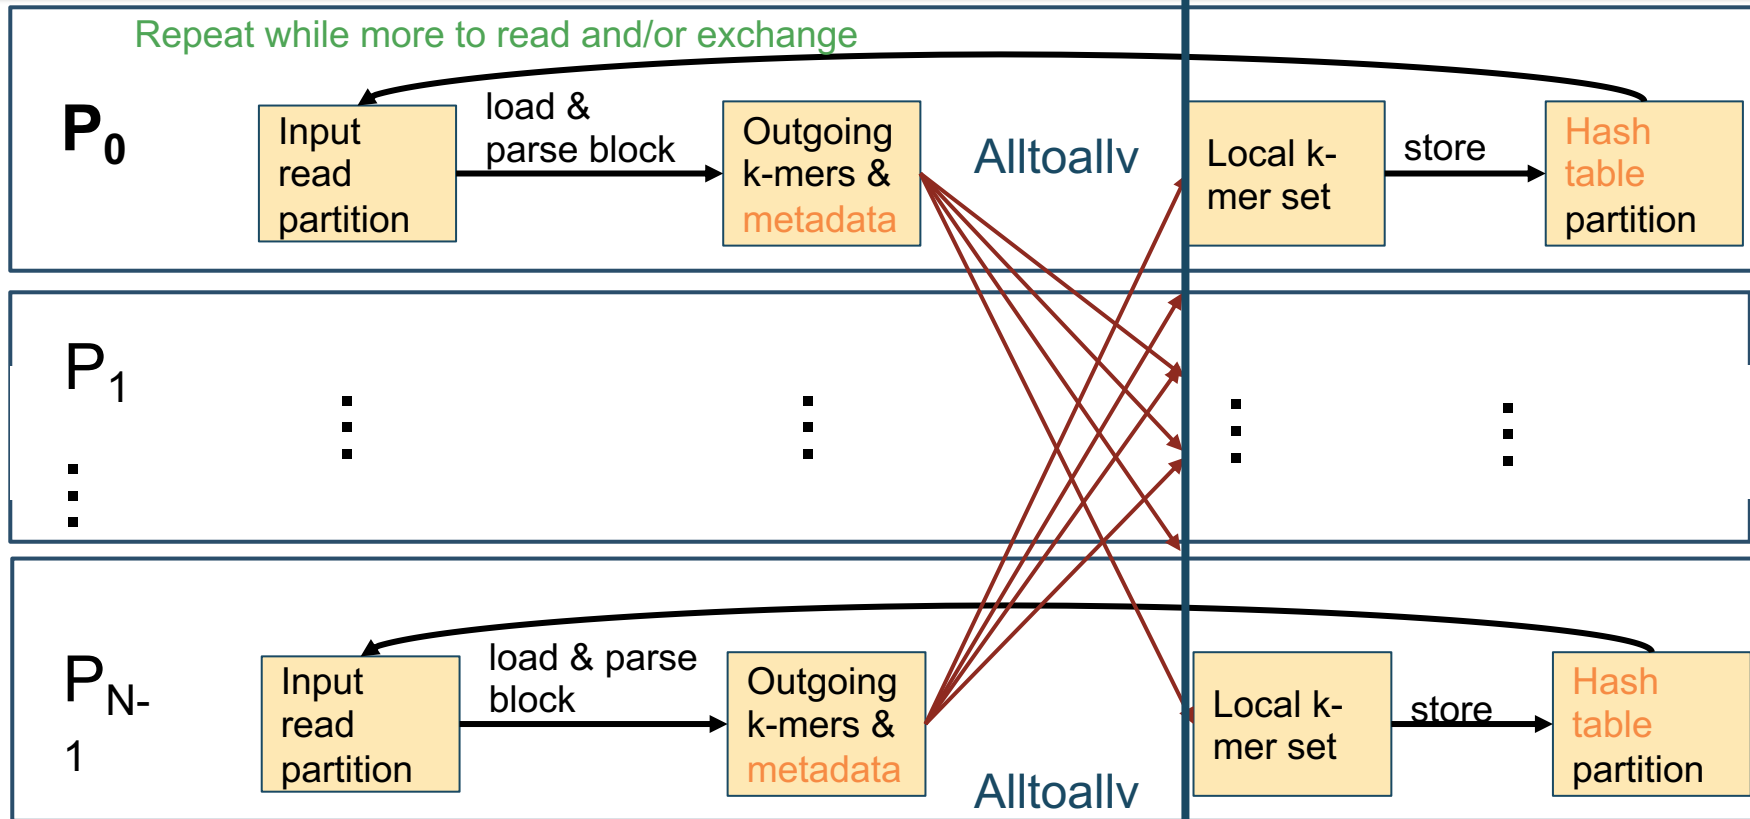 Repeat while more to read and/or exchange
P0
Input
read
partition
load &
parse block
Outgoing
k-mers &
metadata
Alltoallv
Local k-
mer set
store
Hash
table
partition
P1
PN-
1
Input
read
partition
load & parse
block
Outgoing
k-mers &
metadata
Alltoallv
Local k-
mer set
store
Hash
table
partition